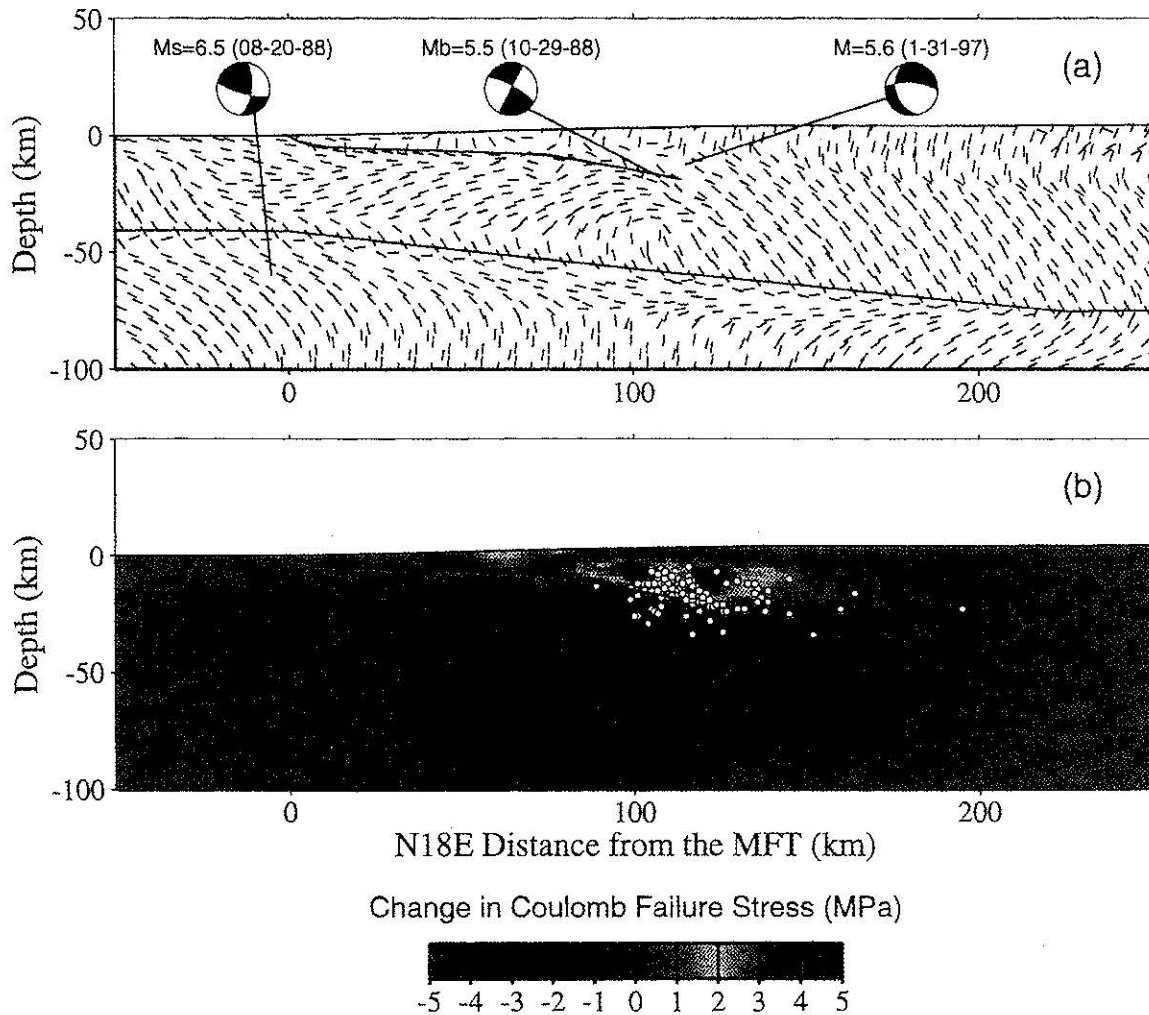 50
Ms=6.5 (08-20-88) Mb=5.5 (10-29-88) M=5.6 (1-31-97)
(a)
0
Depth (km)
-50
-100
0 100 200
50
(b)
0
Depth (km)
-50
-100
0 100 200
N18E Distance from the MFT (km)
Change in Coulomb Failure Stress (MPa)
-5 -4 -3 -2 -1 0 1 2 3 4 5